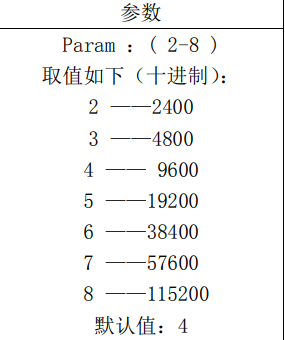 参数
Param ：( 2-8 )
取值如下（十进制）：
2 ——2400
3 ——4800
4 —— 9600
5 ——19200
6 ——38400
7 ——57600
8 ——115200
默认值：4